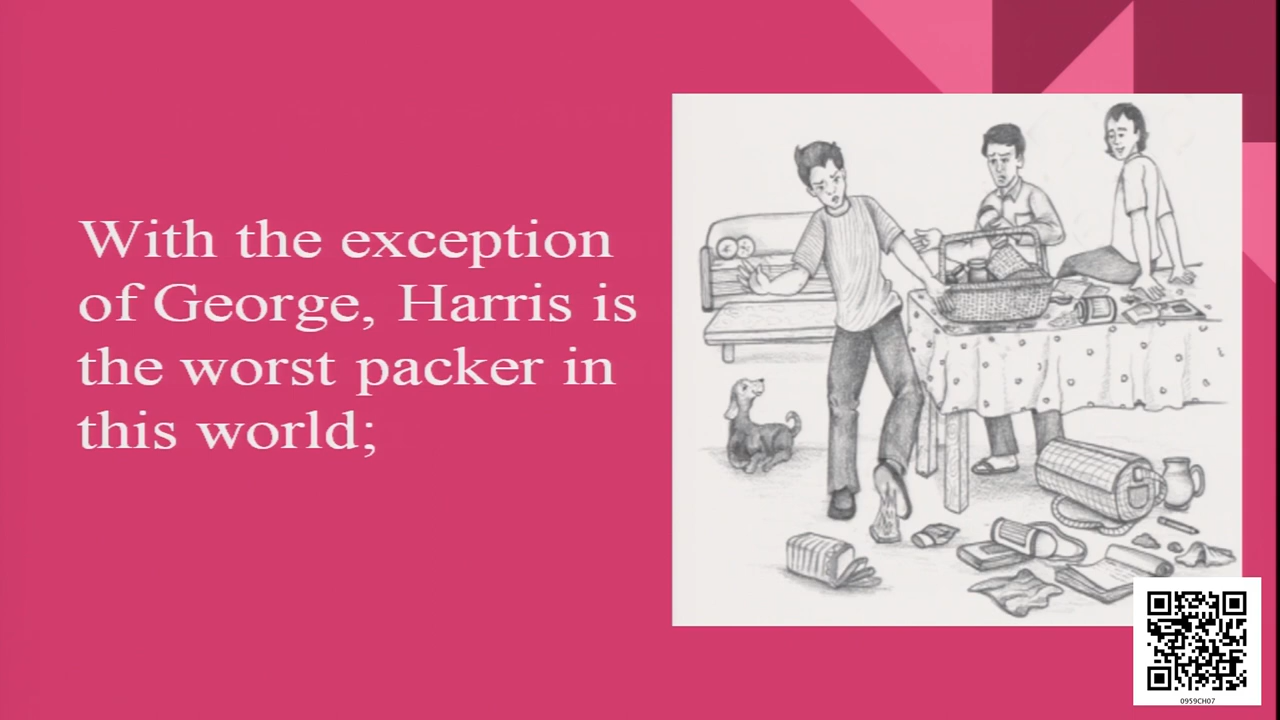 With the exception
of George, Harris is
the worst packer in
this world;
0959CH07